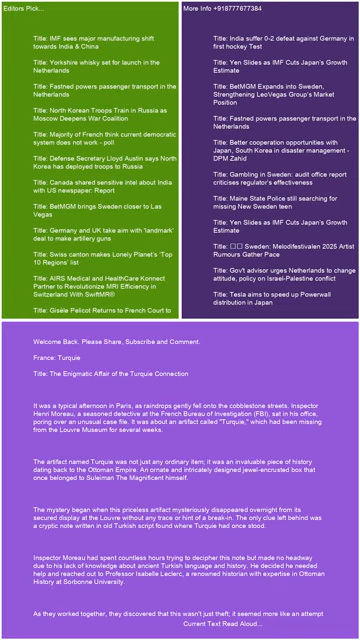 Editors Pick...
Title: IMF sees major manufacturing shift
towards India & China
Title: Yorkshire whisky set for launch in the
Netherlands
Title: Fastned powers passenger transport in the
Netherlands
Title: North Korean Troops Train in Russia as
Moscow Deepens War Coalition
Title: Majority of French think current democratic
system does not work - poll
Title: Defense Secretary Lloyd Austin says North
Korea has deployed troops to Russia
Title: Canada shared sensitive intel about India
with US newspaper: Report
Title: BetMGM brings Sweden closer to Las
Vegas
Title: Germany and UK take aim with 'landmark'
deal to make artillery guns
Title: Swiss canton makes Lonely Planet's 'Top
10 Regions' list
Title: AIRS Medical and HealthCare Konnect
Partner to Revolutionize MRI Efficiency in
Switzerland With SwiftMR®
Title: Gisèle Pelicot Returns to French Court to
More Info +918777677384
Title: India suffer 0-2 defeat against Germany in
first hockey Test
Title: Yen Slides as IMF Cuts Japan's Growth
Estimate
Title: BetMGM Expands into Sweden,
Strengthening LeoVegas Group's Market
Position
Title: Fastned powers passenger transport in the
Netherlands
Title: Better cooperation opportunities with
Japan, South Korea in disaster management -
DPM Zahid
Title: Gambling in Sweden: audit office report
criticises regulator's effectiveness
Title: Maine State Police still searching for
missing New Sweden teen
Title: Yen Slides as IMF Cuts Japan's Growth
Estimate
Title: Sweden: Melodifestivalen 2025 Artist
Rumours Gather Pace
Title: Gov't advisor urges Netherlands to change
attitude, policy on Israel-Palestine conflict
Title: Tesla aims to speed up Powerwall
distribution in Japan
Welcome Back. Please Share, Subscribe and Comment.
France: Turquie
Title: The Enigmatic Affair of the Turquie Connection
It was a typical afternoon in Paris, as raindrops gently fell onto the cobblestone streets. Inspector
Henri Moreau, a seasoned detective at the French Bureau of Investigation (FBI), sat in his office,
poring over an unusual case file. It was about an artifact called "Turquie," which had been missing
from the Louvre Museum for several weeks.
The artifact named Turquie was not just any ordinary item; it was an invaluable piece of history
dating back to the Ottoman Empire. An ornate and intricately designed jewel-encrusted box that
once belonged to Suleiman The Magnificent himself.
The mystery began when this priceless artifact mysteriously disappeared overnight from its
secured display at the Louvre without any trace or hint of a break-in. The only clue left behind was
a cryptic note written in old Turkish script found where Turquie had once stood.
Inspector Moreau had spent countless hours trying to decipher this note but made no headway
due to his lack of knowledge about ancient Turkish language and history. He decided he needed
help and reached out to Professor Isabelle Leclerc, a renowned historian with expertise in Ottoman
History at Sorbonne University.
As they worked together, they discovered that this wasn't just theft; it seemed more like an attempt
Current Text Read Aloud...